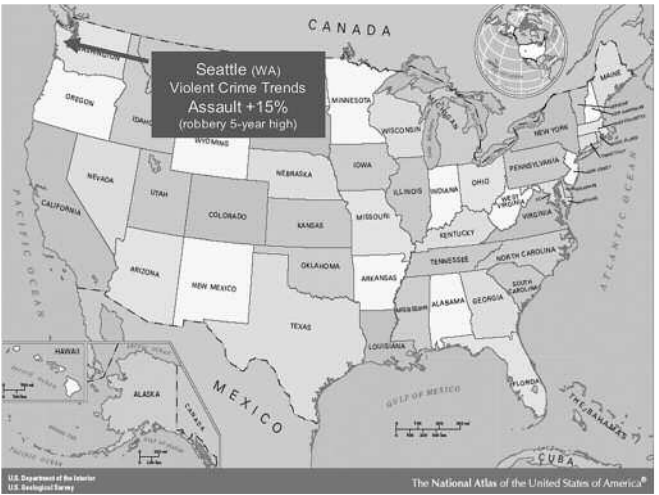 CANADA
WASHINGTON
Seattle (WA)
Violent Crime Trends
Assault +15%
(robbery 5-year high)
MAINE
OREGON
IDAHO
MINNESOTA
WISCONSIN
MICHIGAN
NEW YORK
WYOMING
IOWA
NEBRASKA
PENNSYLVANIA
NEVADA
UTAH
COLORADO
ILLINOIS
INDIANA
OHIO
WEST
VIRGINIA
VIRGINIA
CALIFORNIA
KANSAS
MISSOURI
KENTUCKY
ARIZONA
NEW MEXICO
OKLAHOMA
ARKANSAS
TENNESSEE
NORTH CAROLINA
SOUTH
CAROLINA
TEXAS
LOUISIANA
MISSISSIPPI
ALABAMA
GEORGIA
FLORIDA
PACIFIC OCEAN
ATLANTIC OCEAN
HAWAII
ALASKA
CANADA
MEXICO
GULF OF MEXICO
THE BAHAMAS
CUBA
U.S. Department of the Interior
U.S. Geological Survey
The National Atlas of the United States of America®